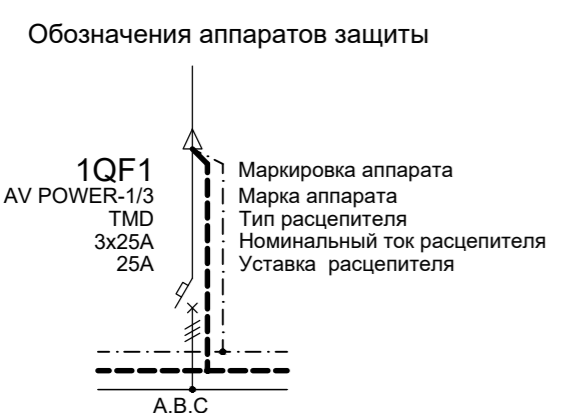 Обозначения аппаратов защиты
1QF1 Маркировка аппарата
AV POWER-1/3 Марка аппарата
TMD Тип расцепителя
3x25A Номинальный ток расцепителя
25A Уставка расцепителя
A.B.C